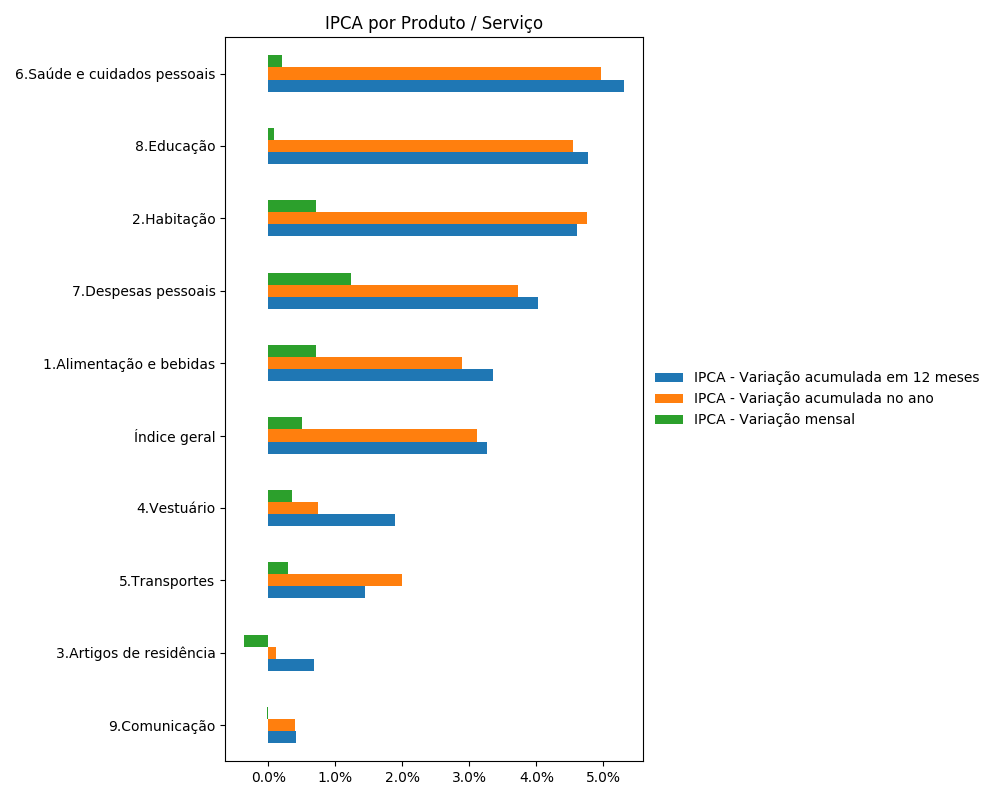 IPCA por Produto / Serviço
6.Saúde e cuidados pessoais
8.Educação
2.Habitação
7.Despesas pessoais
1.Alimentação e bebidas
Índice geral
4.Vestuário
5.Transportes
3.Artigos de residência
9.Comunicação
0.0% 1.0% 2.0% 3.0% 4.0% 5.0%
IPCA - Variação acumulada em 12 meses
IPCA - Variação acumulada no ano
IPCA - Variação mensal